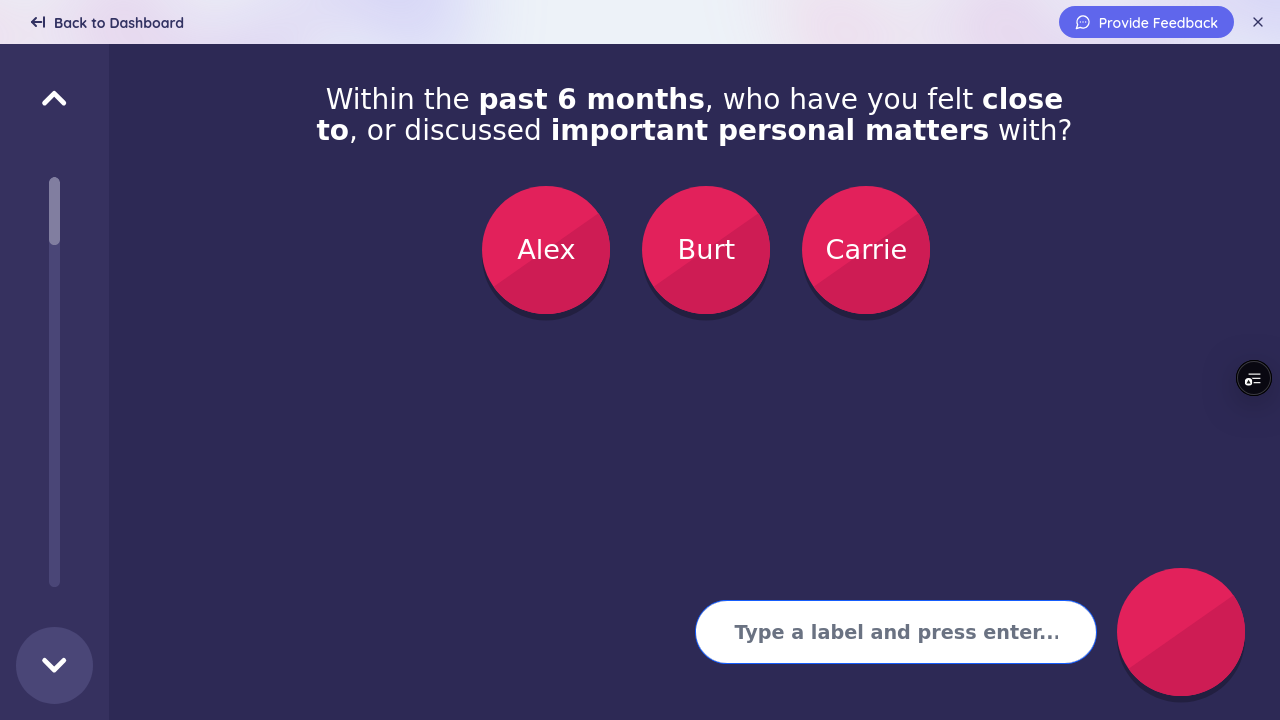 Back to Dashboard
Provide Feedback
Within the past 6 months, who have you felt close
to, or discussed important personal matters with?
Alex
Burt
Carrie
Type a label and press enter...